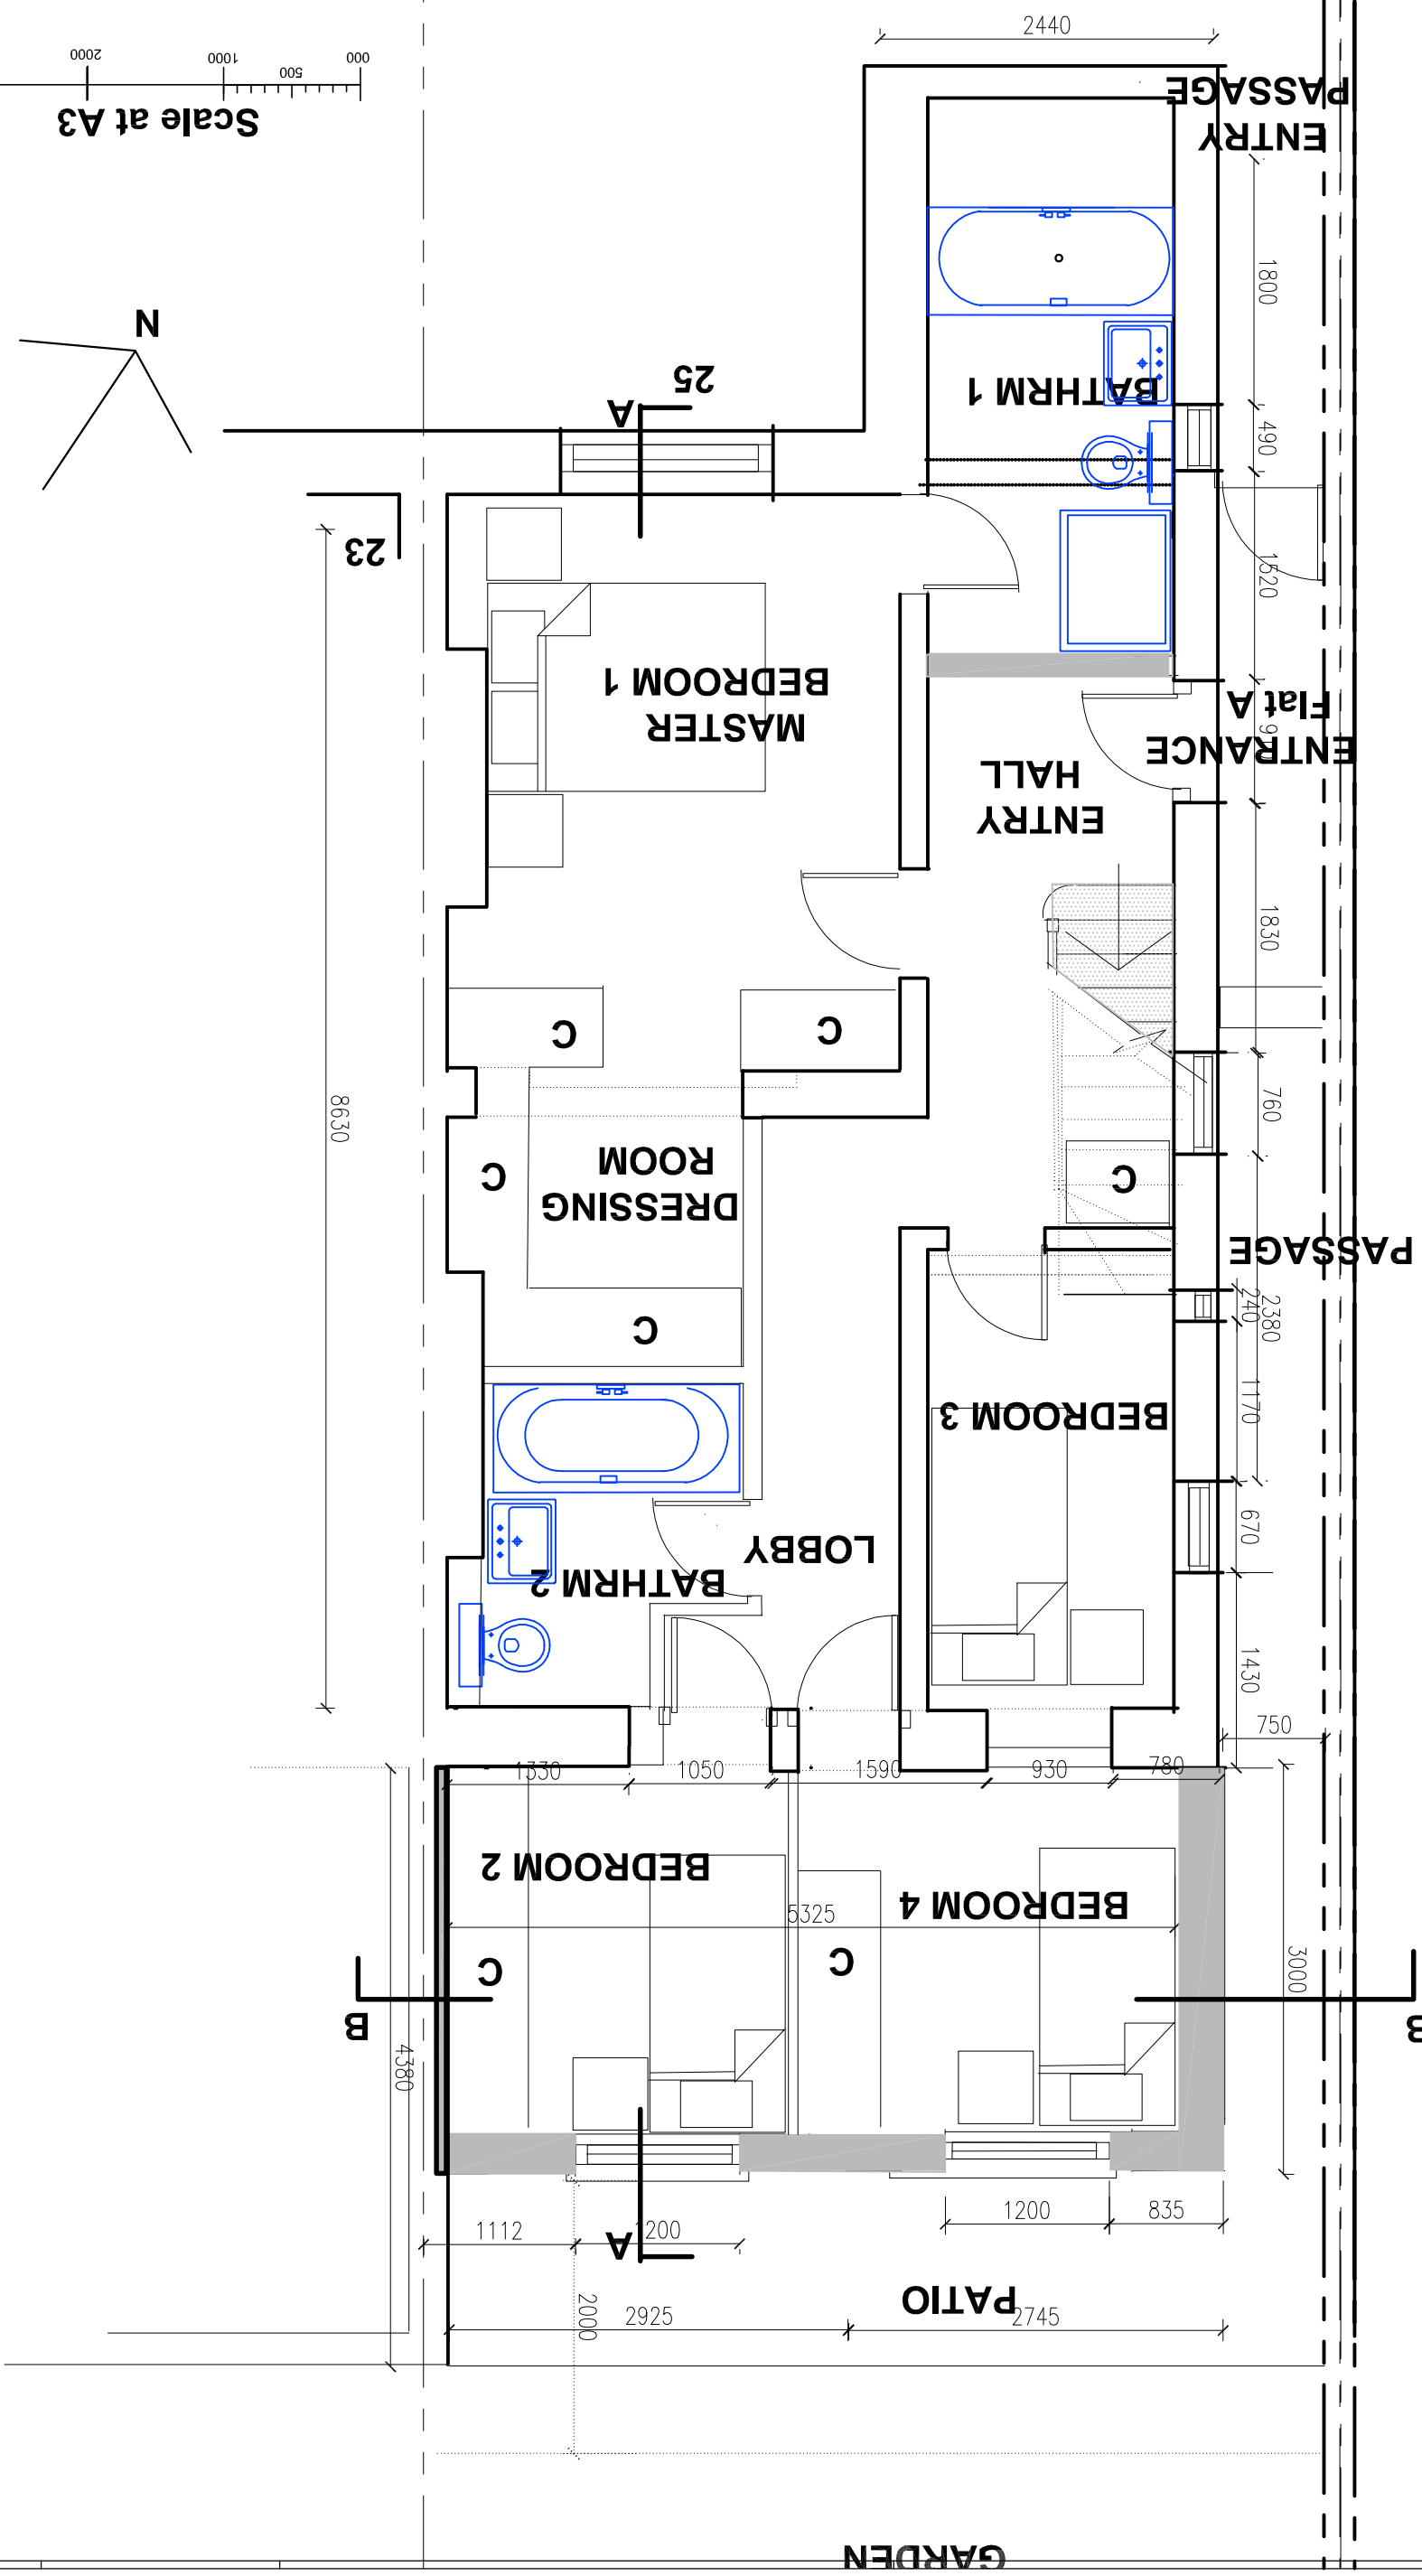 2440
2000
1000
500
000
Scale at A3
ENTRY
PASSAGE
1800
N
25
A
BATHRM 1
490
23
1520
MASTER
BEDROOM 1
ENTRANCE
Flat A
ENTRY
HALL
1830
C
C
8630
760
DRESSING
ROOM
C
C
PASSAGE
240
2380
C
1170
BEDROOM 3
670
LOBBY
BATHRM 2
1430
750
1330
1050
1590
930
780
BEDROOM 2
BEDROOM 4
5325
C
C
3000
B
B
4380
1200
835
1112
A
200
2000
2925
2745
PATIO
GARDEN